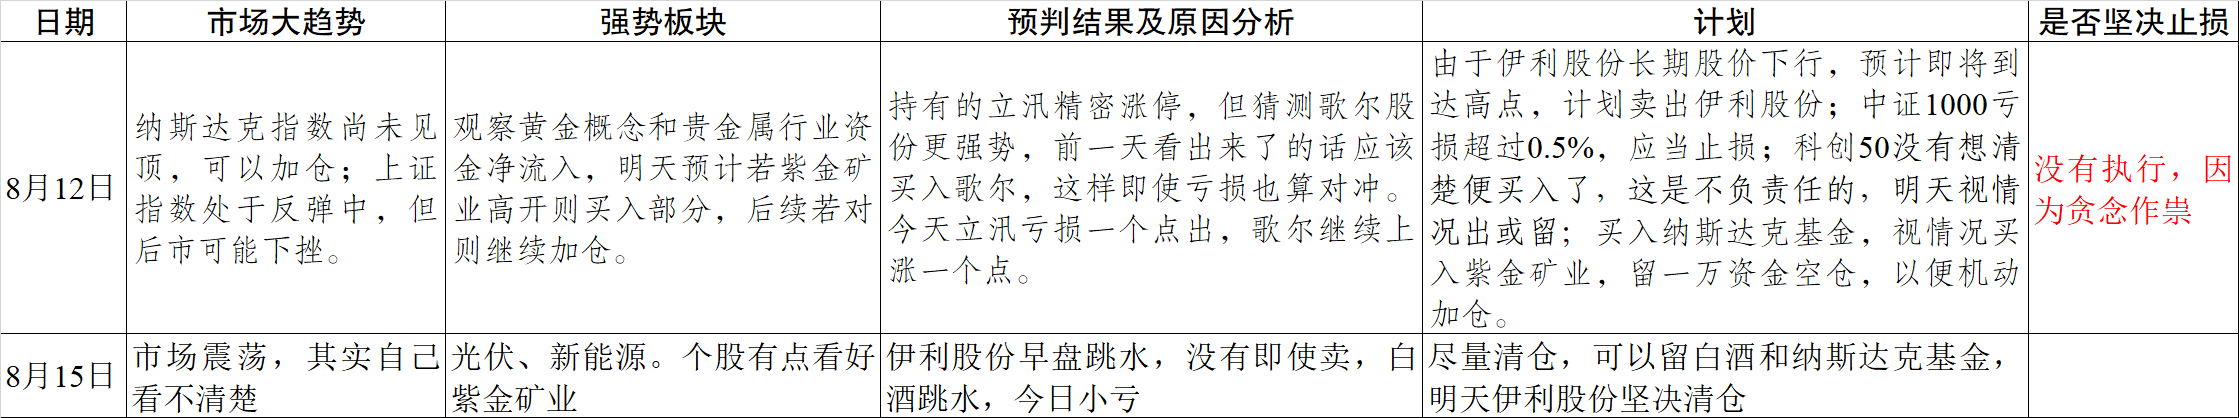 日期 市场大趋势 强势板块 预判结果及原因分析 计划 是否坚决止损
8月12日
纳斯达克指数尚未见
顶，可以加仓；上证
指数处于反弹中，但
后市可能下挫。
观察黄金概念和贵金属行业资
金净流入，明天预计若紫金矿
业高开则买入部分，后续若对
则继续加仓。
持有的立汛精密涨停，但猜测歌尔股
份更强势，前一天看出来了的话应该
买入歌尔，这样即使亏损也算对冲。
今天立汛亏损一个点出，歌尔继续上
涨一个点。
由于伊利股份长期股价下行，预计即将到
达高点，计划卖出伊利股份；中证1000亏
损超过0.5%，应当止损；科创50没有想清
楚便买入了，这是不负责任的，明天视情
况出或留；买入纳斯达克基金，视情况买
入紫金矿业，留一万资金空仓，以便机动
加仓。
没有执行，因
为贪念作祟
8月15日
市场震荡，其实自己
看不清楚
光伏、新能源。个股有点看好
紫金矿业
伊利股份早盘跳水，没有即使卖，白
酒跳水，今日小亏
尽量清仓，可以留白酒和纳斯达克基金，
明天伊利股份坚决清仓